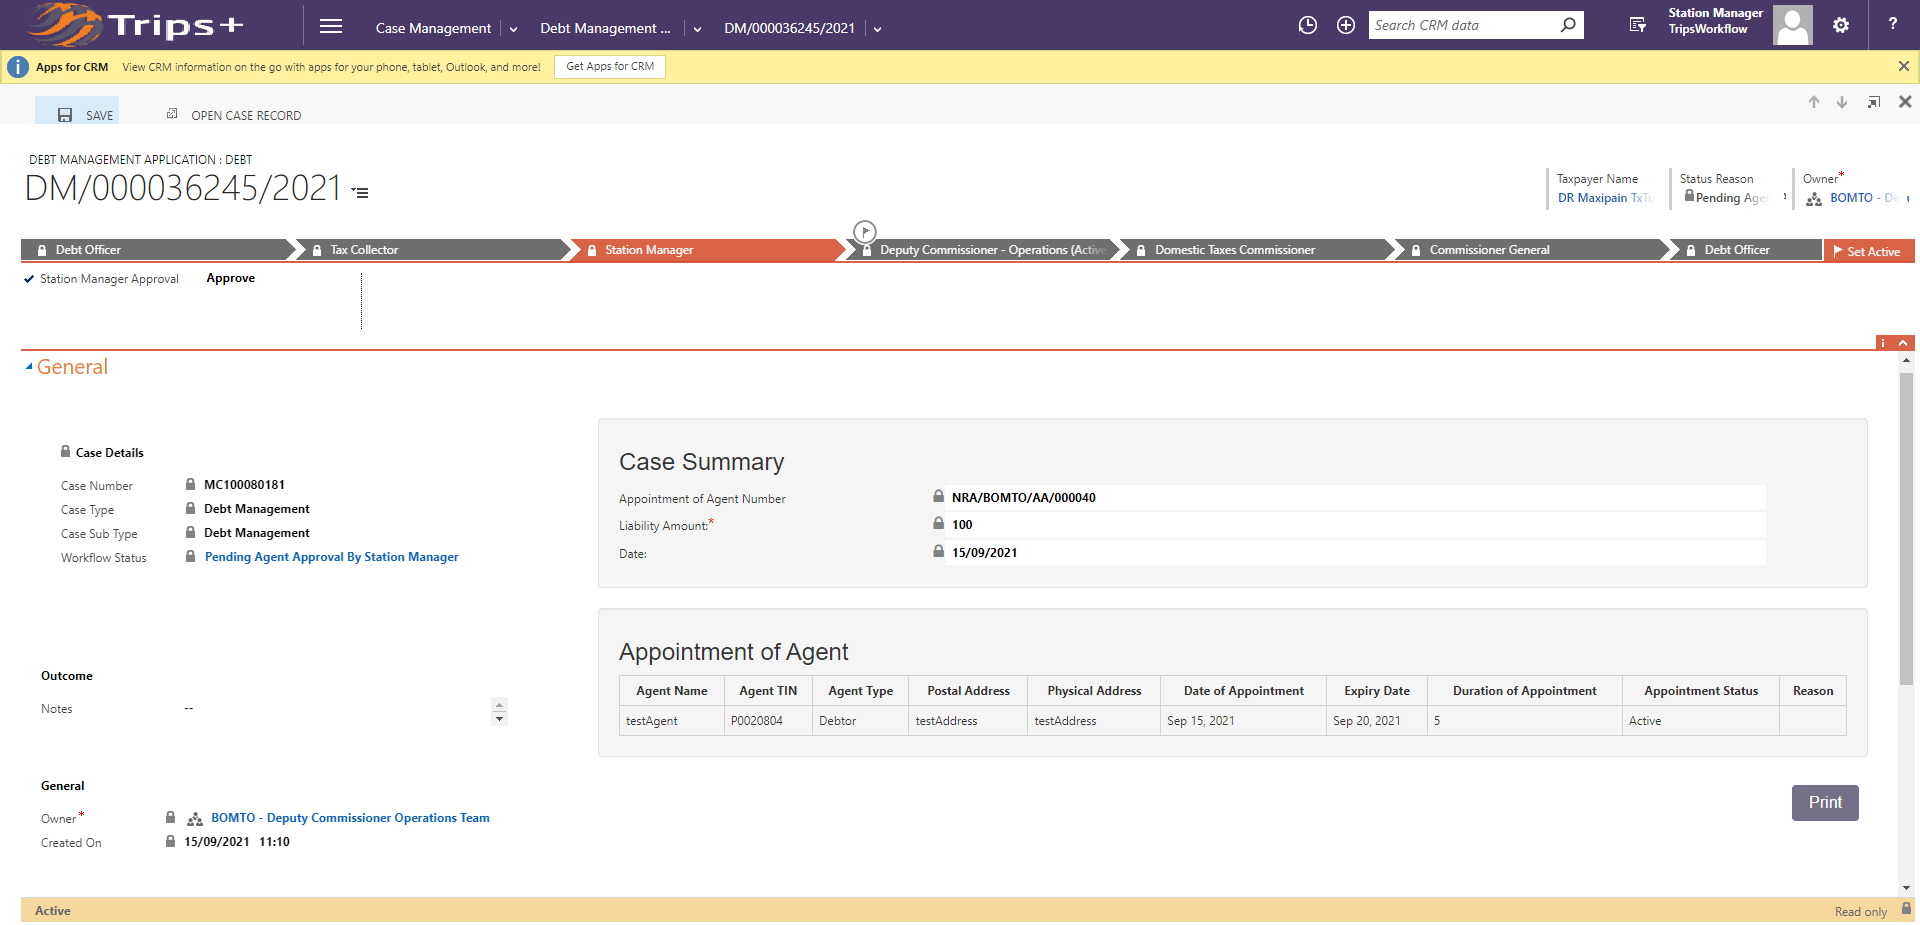 Trips+
Case Management
Debt Management ...
DM/000036245/2021
Search CRM data
Station Manager
TripsWorkflow
?
i
Apps for CRM
View CRM information on the go with apps for your phone, tablet, Outlook, and more!
Get Apps for CRM
SAVE
OPEN CASE RECORD
DEBT MANAGEMENT APPLICATION : DEBT
DM/000036245/2021
Taxpayer Name
DR Maxipain TxTu
Status Reason
Pending Agen
Owner*
BOMTO - De
Debt Officer
Tax Collector
Station Manager
Deputy Commissioner - Operations (Active
Domestic Taxes Commissioner
Commissioner General
Debt Officer
Set Active
Station Manager Approval
Approve
i
General
Case Details
Case Number
MC100080181
Case Type
Debt Management
Case Sub Type
Debt Management
Workflow Status
Pending Agent Approval By Station Manager
Case Summary
Appointment of Agent Number
NRA/BOMTO/AA/000040
Liability Amount:*
100
Date:
15/09/2021
Appointment of Agent
Agent Name Agent TIN Agent Type Postal Address Physical Address Date of Appointment Expiry Date Duration of Appointment Appointment Status Reason
testAgent P0020804 Debtor testAddress testAddress Sep 15, 2021 Sep 20, 2021 5 Active
Outcome
Notes
--
General
Owner*
BOMTO - Deputy Commissioner Operations Team
Created On
15/09/2021 11:10
Print
Active
Read only